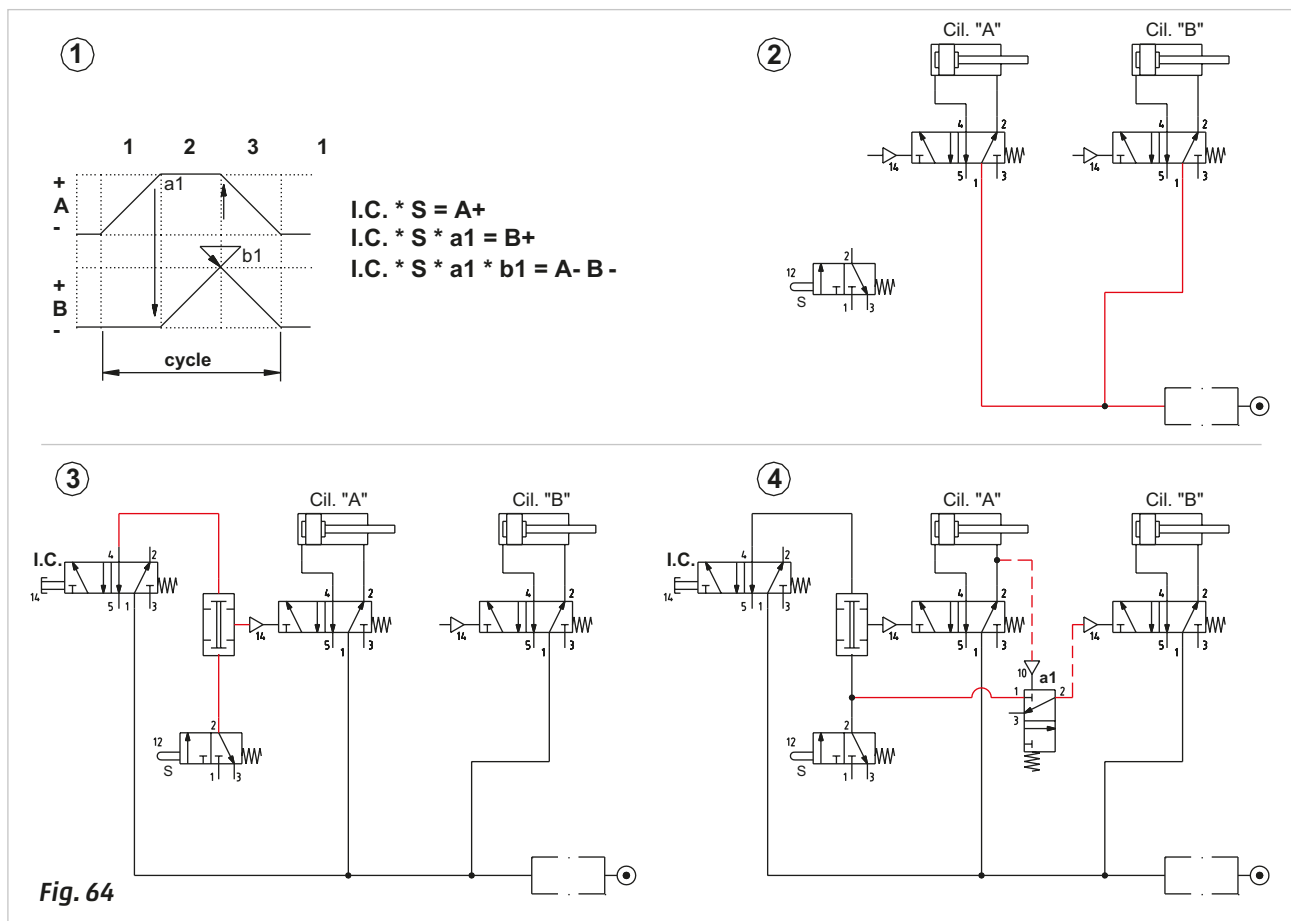 1
1 2 3 1
+
A
-
a1
b1
+
B
-
cycle
I.C. * S = A+
I.C. * S * a1 = B+
I.C. * S * a1 * b1 = A- B -
2
Cil. "A" Cil. "B"
4 2 4 2
14 14
5 1 3 5 1 3
2
12
S
1 3
3
Cil. "A" Cil. "B"
I.C.
4 2
14
5 1 3
4 2 4 2
14 14
5 1 3 5 1 3
2
12
S
1 3
4
Cil. "A" Cil. "B"
I.C.
4 2
14
5 1 3
4 2 4 2
14 14
5 1 3 5 1 3
10
a1
1 2
3
2
12
S
1 3
Fig. 64